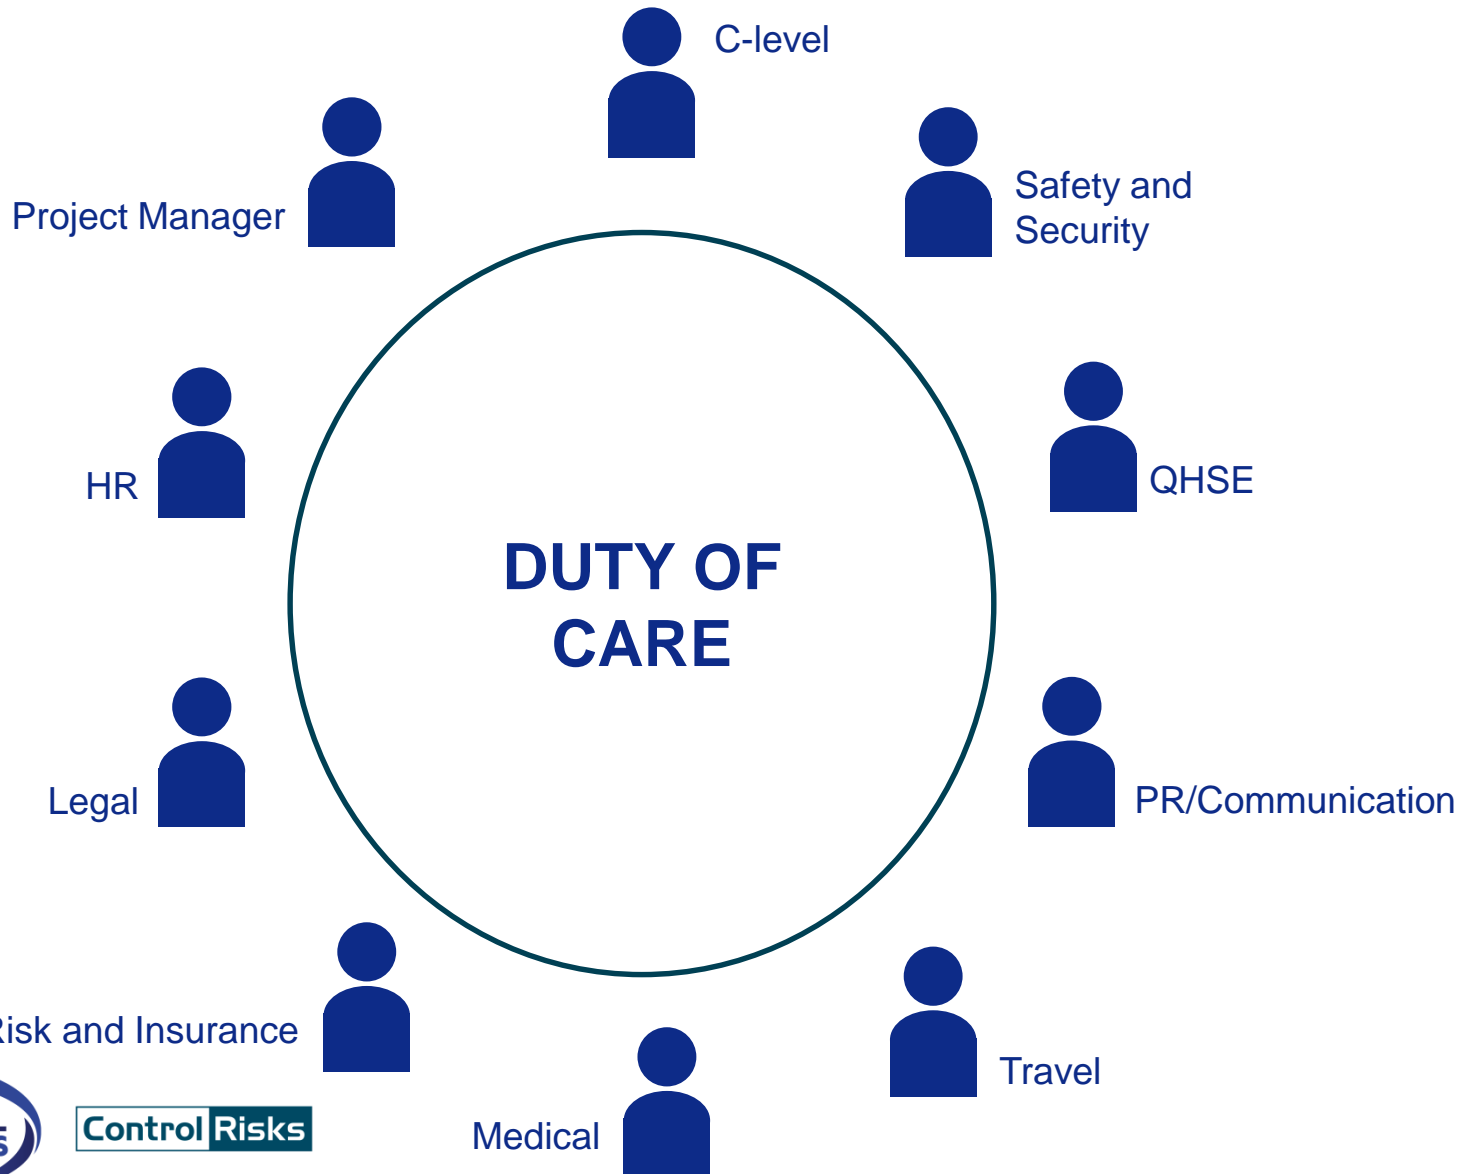 C-level
Safety and
Security
Project Manager
HR
QHSE
DUTY OF
CARE
Legal
PR/Communication
Risk and Insurance
Travel
Medical
Control Risks